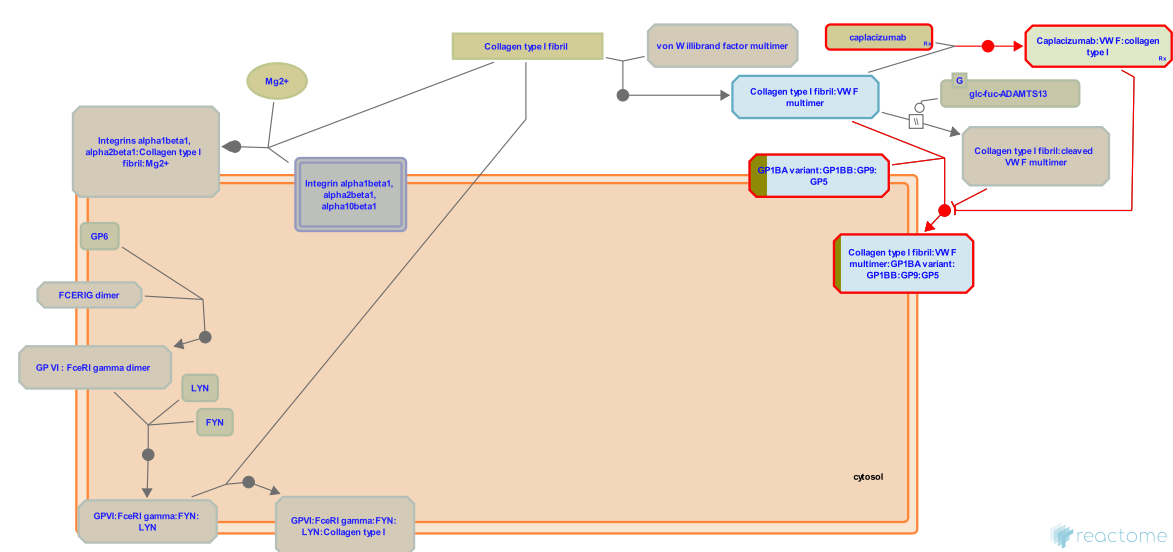 Collagen type I fibril
von Willibrand factor multimer
caplacizumab
Rx
Caplacizumab:VWF:collagen
type I
Rx
Mg2+
Collagen type I fibril:VWF
multimer
G
glc-fuc-ADAMTS13
\\
Integrins alpha1beta1,
alpha2beta1:Collagen type I
fibril:Mg2+
Collagen type I fibril:cleaved
VWF multimer
Integrin alpha1beta1,
alpha2beta1,
alpha10beta1
GP1BA variant:GP1BB:GP9:
GP5
GP6
Collagen type I fibril:VWF
multimer:GP1BA variant:
GP1BB:GP9:GP5
FCERIG dimer
GP VI : FceRI gamma dimer
LYN
FYN
cytosol
GPVI:FceRI gamma:FYN:
LYN
GPVI:FceRI gamma:FYN:
LYN:Collagen type I
reactome